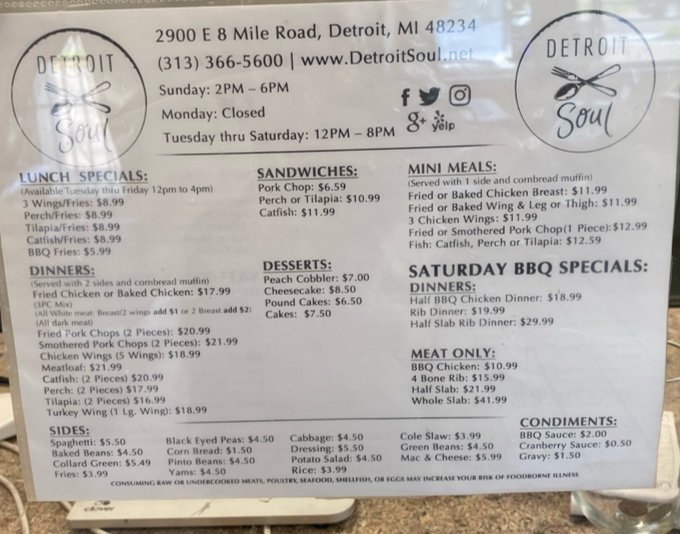 DETROIT
Soul
2900 E 8 Mile Road, Detroit, MI 48234
(313) 366-5600 | www.DetroitSoul.net
Sunday: 2PM – 6PM
Monday: Closed
Tuesday thru Saturday: 12PM – 8PM
g+ yelp
DETROIT
Soul
LUNCH SPECIALS:
(Available Tuesday thru Friday 12pm to 4pm)
3 Wings/Fries: $8.99
Perch/Fries: $8.99
Tilapia/Fries: $8.99
Catfish/Fries: $8.99
BBQ Fries: $5.99
DINNERS:
(Served with 2 sides and cornbread muffin)
Fried Chicken or Baked Chicken: $17.99
(3PC Mix)
(All White meat: Breast/2 wings add $1 or 2 Breast add $2)
(All dark meat)
Fried Pork Chops (2 Pieces): $20.99
Smothered Pork Chops (2 Pieces): $21.99
Chicken Wings (5 Wings): $18.99
Meatloaf: $21.99
Catfish: (2 Pieces) $20.99
Perch: (2 Pieces) $17.99
Tilapia: (2 Pieces) $16.99
Turkey Wing (1 Lg. Wing): $18.99
SANDWICHES:
Pork Chop: $6.59
Perch or Tilapia: $10.99
Catfish: $11.99
DESSERTS:
Peach Cobbler: $7.00
Cheesecake: $8.50
Pound Cakes: $6.50
Cakes: $7.50
MINI MEALS:
(Served with 1 side and cornbread muffin)
Fried or Baked Chicken Breast: $11.99
Fried or Baked Wing & Leg or Thigh: $11.99
3 Chicken Wings: $11.99
Fried or Smothered Pork Chop(1 Piece):$12.99
Fish: Catfish, Perch or Tilapia: $12.59
SATURDAY BBQ SPECIALS:
DINNERS:
Half BBQ Chicken Dinner: $18.99
Rib Dinner: $19.99
Half Slab Rib Dinner: $29.99
MEAT ONLY:
BBQ Chicken: $10.99
4 Bone Rib: $15.99
Half Slab: $21.99
Whole Slab: $41.99
SIDES:
Spaghetti: $5.50
Baked Beans: $4.50
Collard Green: $5.49
Fries: $3.99
Black Eyed Peas: $4.50
Corn Bread: $1.50
Pinto Beans: $4.50
Yams: $4.50
Cabbage: $4.50
Dressing: $5.50
Potato Salad: $4.50
Rice: $3.99
Cole Slaw: $3.99
Green Beans: $4.50
Mac & Cheese: $5.99
CONDIMENTS:
BBQ Sauce: $2.00
Cranberry Sauce: $0.50
Gravy: $1.50
CONSUMING RAW OR UNDERCOOKED MEATS, POULTRY, SEAFOOD, SHELLFISH, OR EGGS MAY INCREASE YOUR RISK OF FOODBORNE ILLNESS
clover